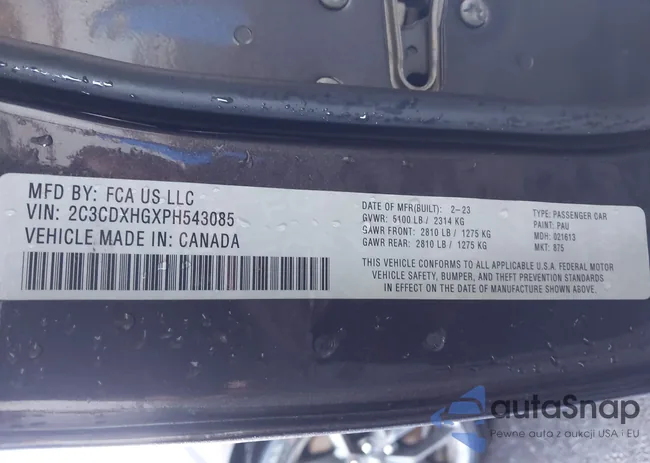 MFD BY: FCA US LLC
VIN: 2C3CDXHGXPH543085
VEHICLE MADE IN: CANADA
DATE OF MFR(BUILT): 2-23
GVWR: 5100 LB / 2314 KG
GAWR FRONT: 2810 LB / 1275 KG
GAWR REAR: 2810 LB / 1275 KG
TYPE: PASSENGER CAR
PAINT: PAU
MDH: 021613
MKT: 875
THIS VEHICLE CONFORMS TO ALL APPLICABLE U.S.A. FEDERAL MOTOR
VEHICLE SAFETY, BUMPER, AND THEFT PREVENTION STANDARDS
IN EFFECT ON THE DATE OF MANUFACTURE SHOWN ABOVE.
autaSnap
Pewne auta z aukcji USA i EU